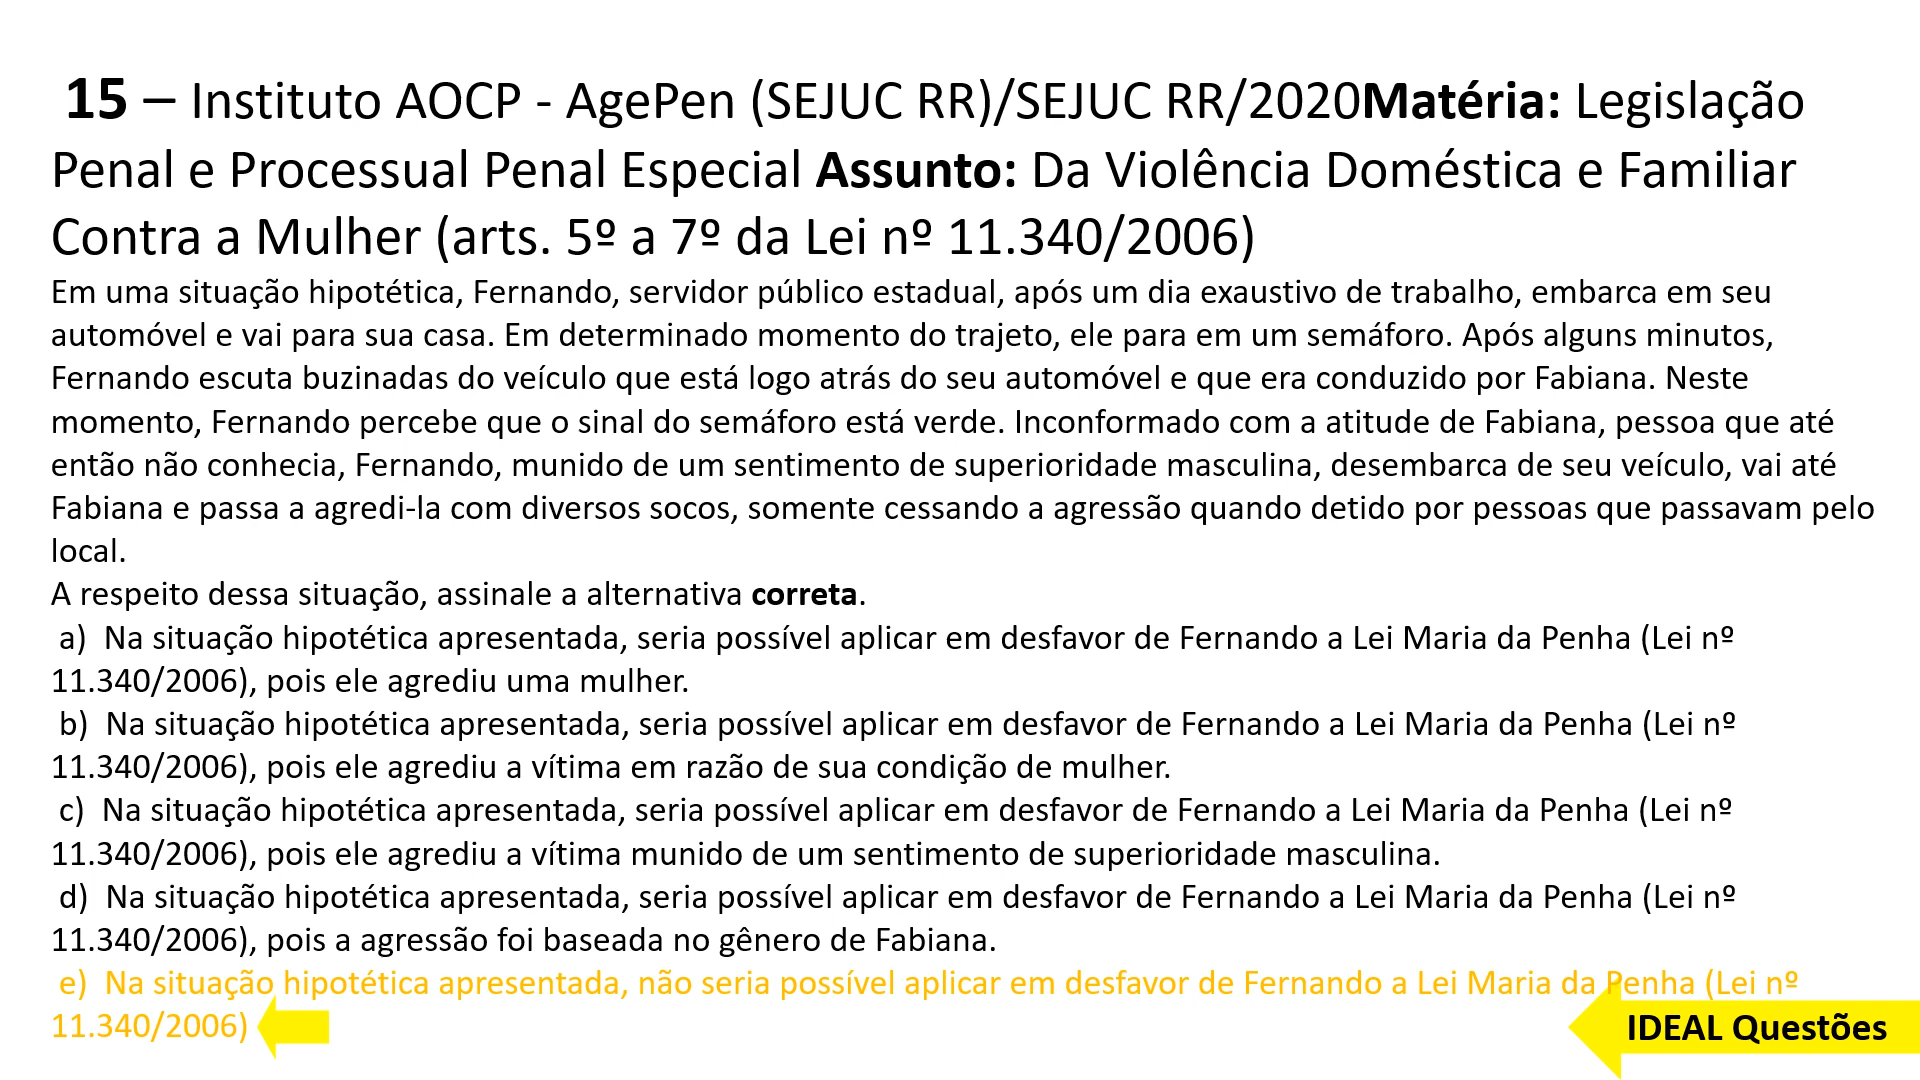 15 – Instituto AOCP - AgePen (SEJUC RR)/SEJUC RR/2020Matéria: Legislação
Penal e Processual Penal Especial Assunto: Da Violência Doméstica e Familiar
Contra a Mulher (arts. 5º a 7º da Lei nº 11.340/2006)
Em uma situação hipotética, Fernando, servidor público estadual, após um dia exaustivo de trabalho, embarca em seu
automóvel e vai para sua casa. Em determinado momento do trajeto, ele para em um semáforo. Após alguns minutos,
Fernando escuta buzinadas do veículo que está logo atrás do seu automóvel e que era conduzido por Fabiana. Neste
momento, Fernando percebe que o sinal do semáforo está verde. Inconformado com a atitude de Fabiana, pessoa que até
então não conhecia, Fernando, munido de um sentimento de superioridade masculina, desembarca de seu veículo, vai até
Fabiana e passa a agredi-la com diversos socos, somente cessando a agressão quando detido por pessoas que passavam pelo
local.
A respeito dessa situação, assinale a alternativa correta.
a) Na situação hipotética apresentada, seria possível aplicar em desfavor de Fernando a Lei Maria da Penha (Lei nº
11.340/2006), pois ele agrediu uma mulher.
b) Na situação hipotética apresentada, seria possível aplicar em desfavor de Fernando a Lei Maria da Penha (Lei nº
11.340/2006), pois ele agrediu a vítima em razão de sua condição de mulher.
c) Na situação hipotética apresentada, seria possível aplicar em desfavor de Fernando a Lei Maria da Penha (Lei nº
11.340/2006), pois ele agrediu a vítima munido de um sentimento de superioridade masculina.
d) Na situação hipotética apresentada, seria possível aplicar em desfavor de Fernando a Lei Maria da Penha (Lei nº
11.340/2006), pois a agressão foi baseada no gênero de Fabiana.
e) Na situação hipotética apresentada, não seria possível aplicar em desfavor de Fernando a Lei Maria da Penha (Lei nº
11.340/2006)
IDEAL Questões